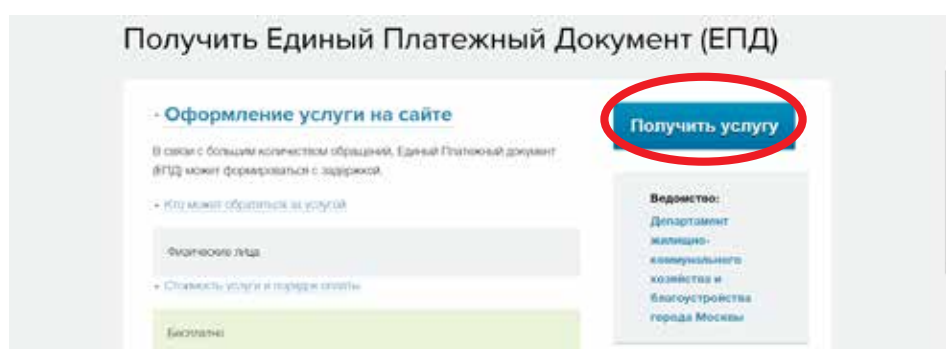 Получить Единый Платежный Документ (ЕПД)
- Оформление услуги на сайте
Получить услугу
В связи с большим количеством обращений, Единый Платежный документ
(ЕПД) может формироваться с задержкой.
Кто может обратиться за услугой
Физические лица
Стоимость услуги и порядок оплаты
Бесплатно
Ведомство:
Департамент
жилищно-
коммунального
хозяйства и
благоустройства
города Москвы